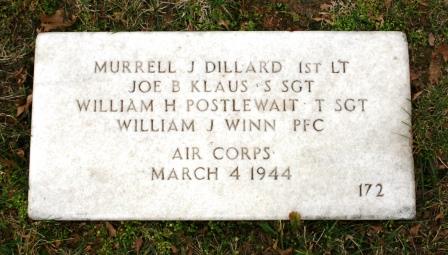 MURRELL J DILLARD 1ST LT
JOE B KLAUS · S SGT
WILLIAM H POSTLEWAIT · T SGT
WILLIAM J WINN PFC
AIR CORPS
MARCH 4 1944
172